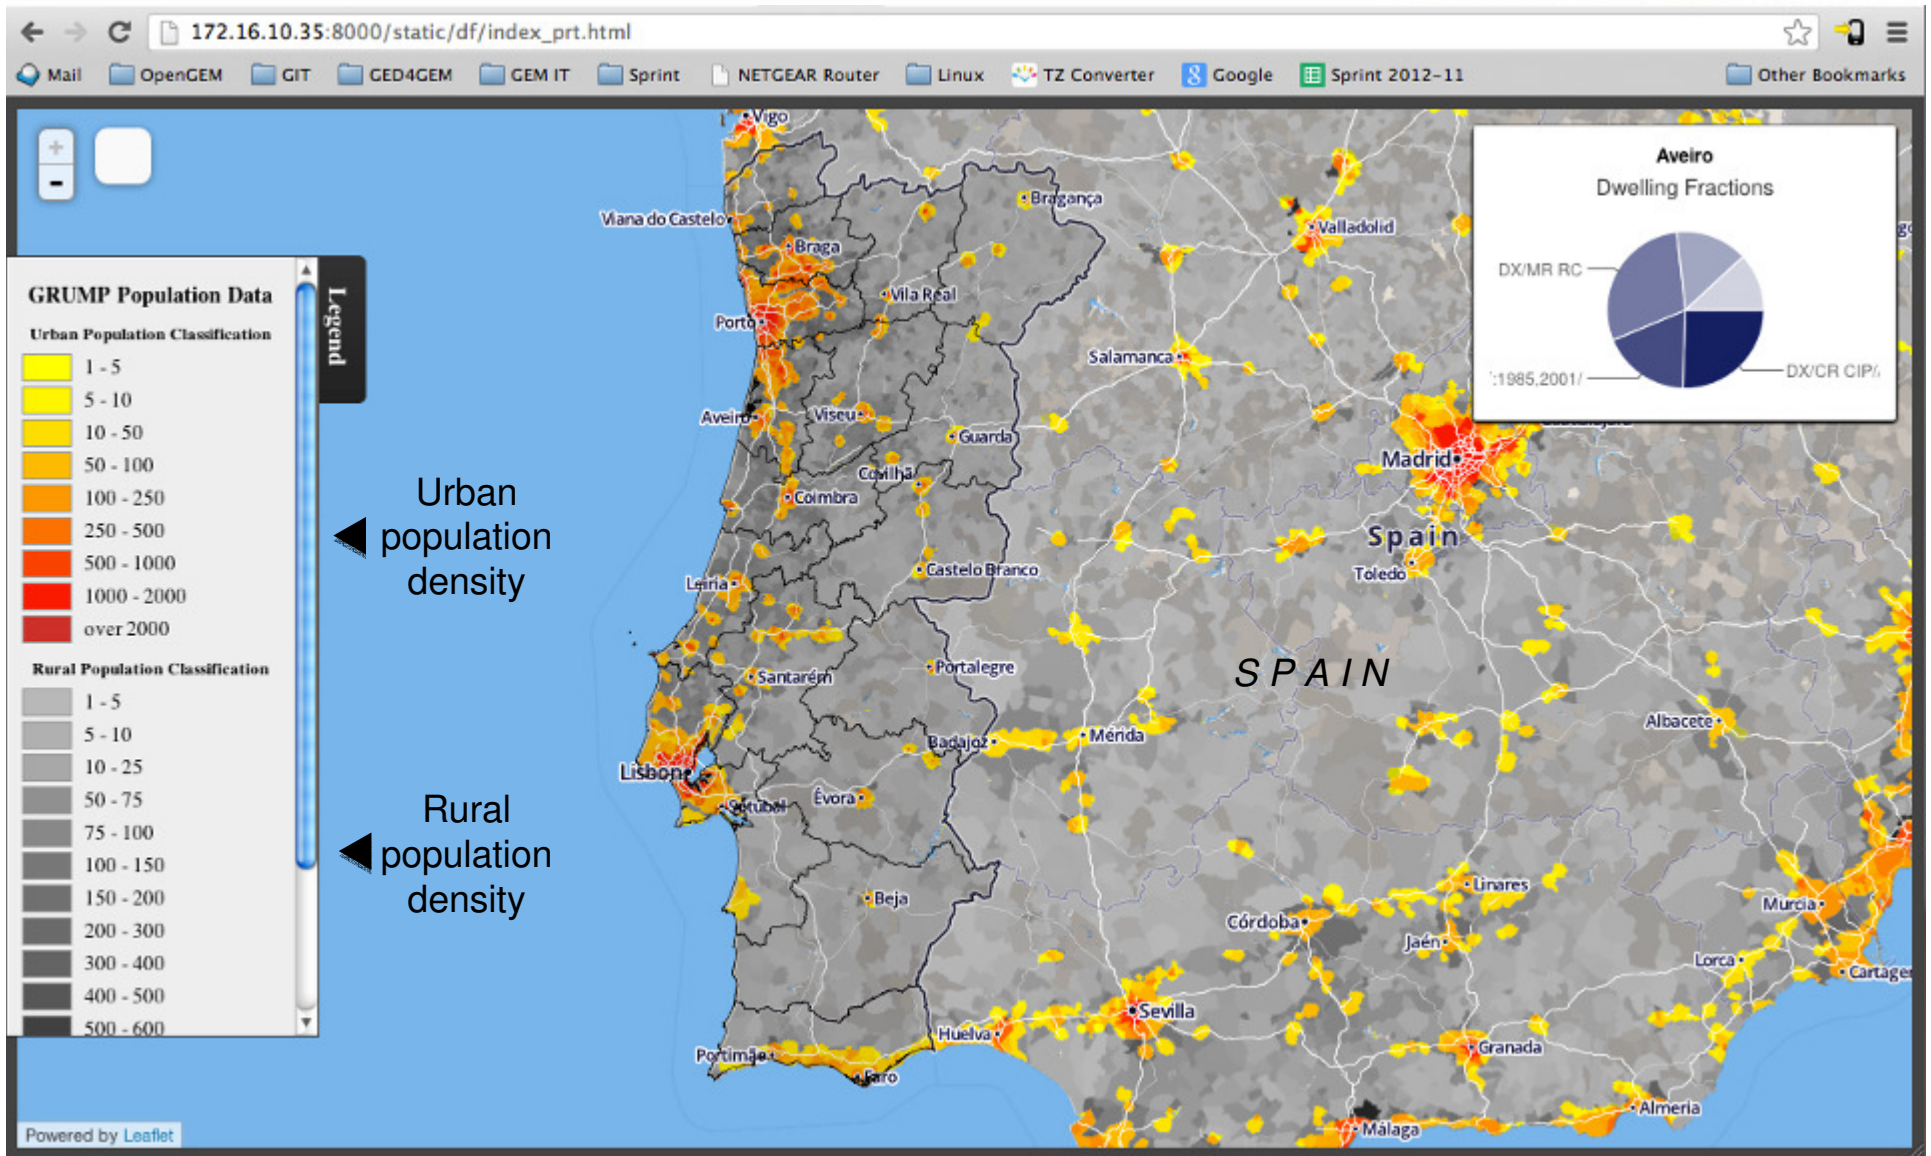 172.16.10.35:8000/static/df/index_prt.html
Mail OpenGEM GIT GED4GEM GEM IT Sprint NETGEAR Router Linux TZ Converter Google Sprint 2012-11 Other Bookmarks
+
-
GRUMP Population Data
Urban Population Classification
1 - 5
5 - 10
10 - 50
50 - 100
100 - 250
250 - 500
500 - 1000
1000 - 2000
over 2000
Rural Population Classification
1 - 5
5 - 10
10 - 25
50 - 75
75 - 100
100 - 150
150 - 200
200 - 300
300 - 400
400 - 500
500 - 600
Legend
Urban
population
density
Rural
population
density
Aveiro
Dwelling Fractions
DX/MR RC
:1985,2001/
DX/CR CIP/
Vigo
Bragança
Viana do Castelo
Valladolid
Braga
Vila Real
Porto
Salamanca
Aveiro
Viseu
Guarda
Madrid
Covilhã
Coimbra
Spain
Toledo
Castelo Branco
Leiria
Portalegre
SPAIN
Santarém
Albacete
Badajoz
Mérida
Lisbon
Setúbal
Évora
Linares
Beja
Murcia
Córdoba
Jaén
Lorca
Cartage
Sevilla
Huelva
Granada
Portimão
Faro
Almeria
Málaga
Powered by Leaflet